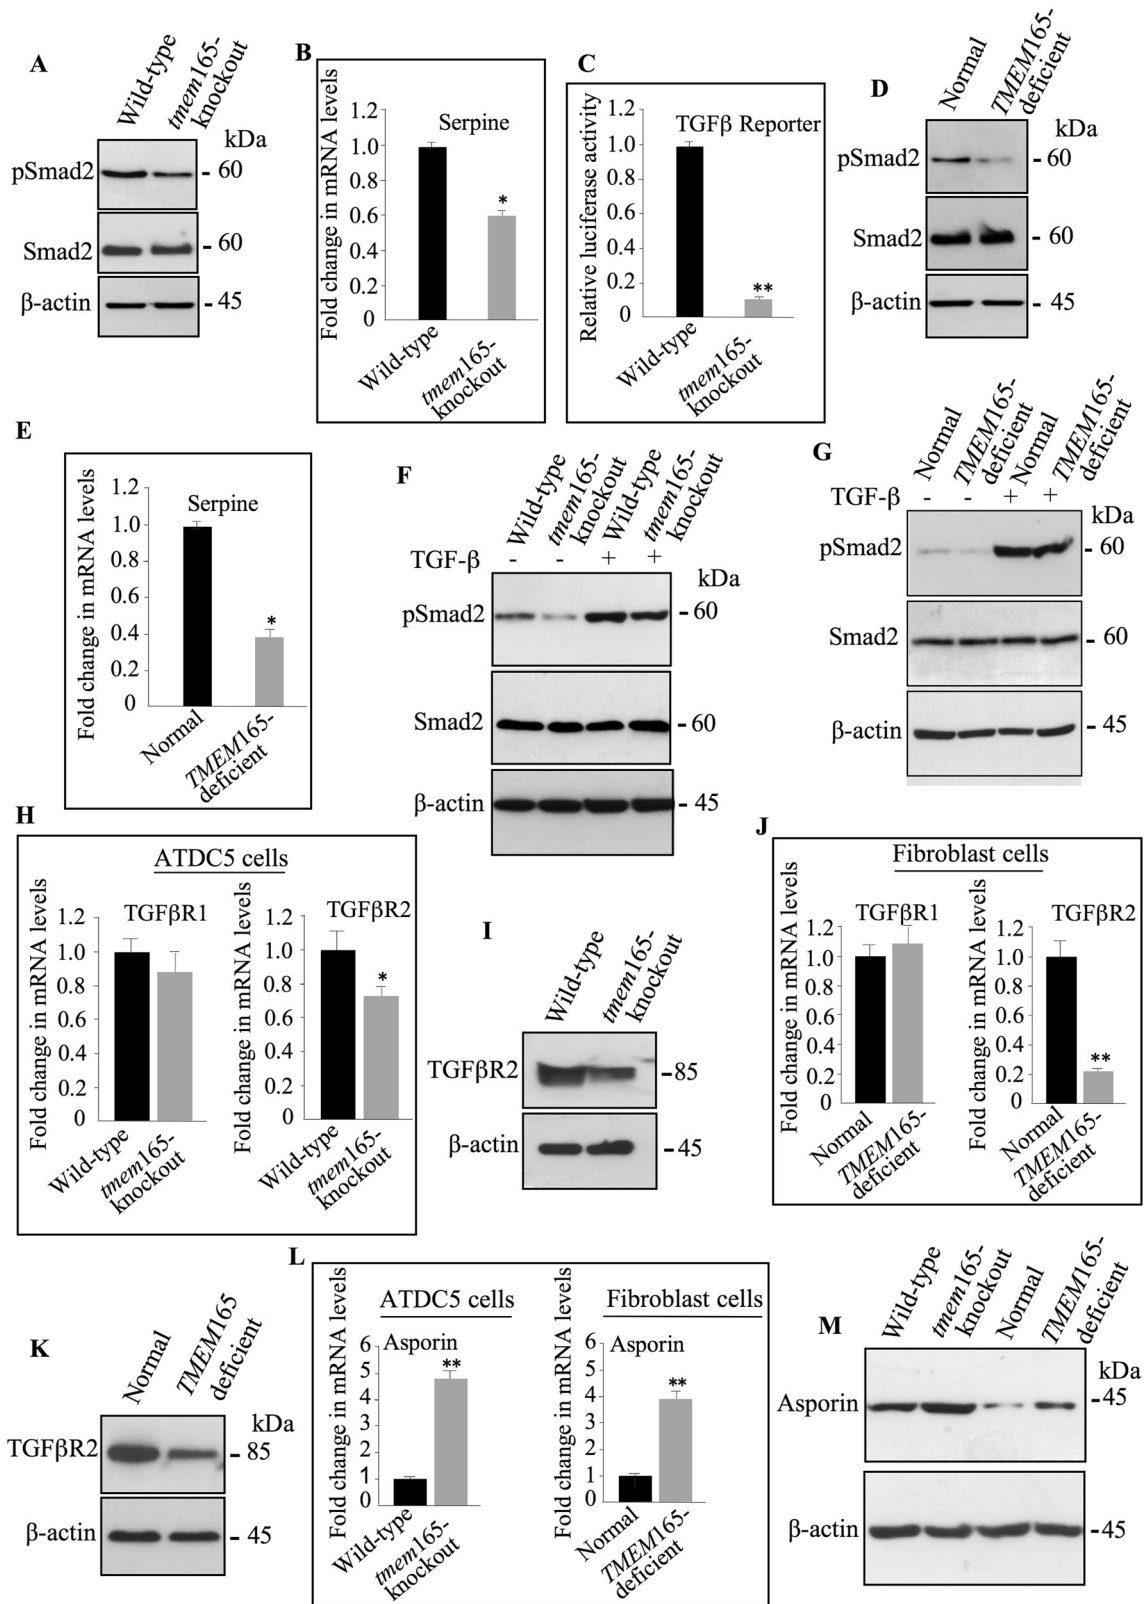 A
Wild-type
tmem165-
knockout
kDa
pSmad2
- 60
Smad2
- 60
β-actin
- 45
B
Fold change in mRNA levels
Serpine
1.2
1.0
0.8
0.6
0.4
0.2
0
*
Wild-type
tmem165-
knockout
C
Relative luciferase activity
TGFβ Reporter
1.2
1.0
0.8
0.6
0.4
0.2
0
**
Wild-type
tmem165-
knockout
D
Normal
TMEM165-
deficient
pSmad2
- 60
Smad2
- 60
β-actin
- 45
E
Fold change in mRNA levels
Serpine
1.2
1.0
0.8
0.6
0.4
0.2
0
*
Normal
TMEM165-
deficient
F
Wild-type
tmem165-
knockout
Wild-type
tmem165-
knockout
TGF-β - - + +
kDa
pSmad2
- 60
Smad2
- 60
β-actin
- 45
G
Normal
TMEM165-
deficient
Normal
TMEM165-
deficient
TGF-β - - + +
kDa
pSmad2
- 60
Smad2
- 60
β-actin
- 45
H
ATDC5 cells
Fold change in mRNA levels
TGFβR1
1.2
1.0
0.8
0.6
0.4
0.2
0
Wild-type
tmem165-
knockout
Fold change in mRNA levels
TGFβR2
1.2
1.0
0.8
0.6
0.4
0.2
0
*
Wild-type
tmem165-
knockout
I
Wild-type
tmem165-
knockout
TGFβR2
-85
β-actin
-45
J
Fibroblast cells
Fold change in mRNA levels
TGFβR1
1.2
1.0
0.8
0.6
0.4
0.2
0
Normal
TMEM165-
deficient
Fold change in mRNA levels
TGFβR2
1.2
1.0
0.8
0.6
0.4
0.2
0
**
Normal
TMEM165-
deficient
K
Normal
TMEM165
deficient
kDa
TGFβR2
- 85
β-actin
- 45
L
Fold change in mRNA levels
ATDC5 cells
Asporin
6
5
4
3
2
1
0
**
Wild-type
tmem165-
knockout
Fold change in mRNA levels
Fibroblast cells
Asporin
6
5
4
3
2
1
0
**
Normal
TMEM165-
deficient
M
Wild-type
tmem165-
knockout
Normal
TMEM165-
deficient
kDa
Asporin
-45
β-actin
-45